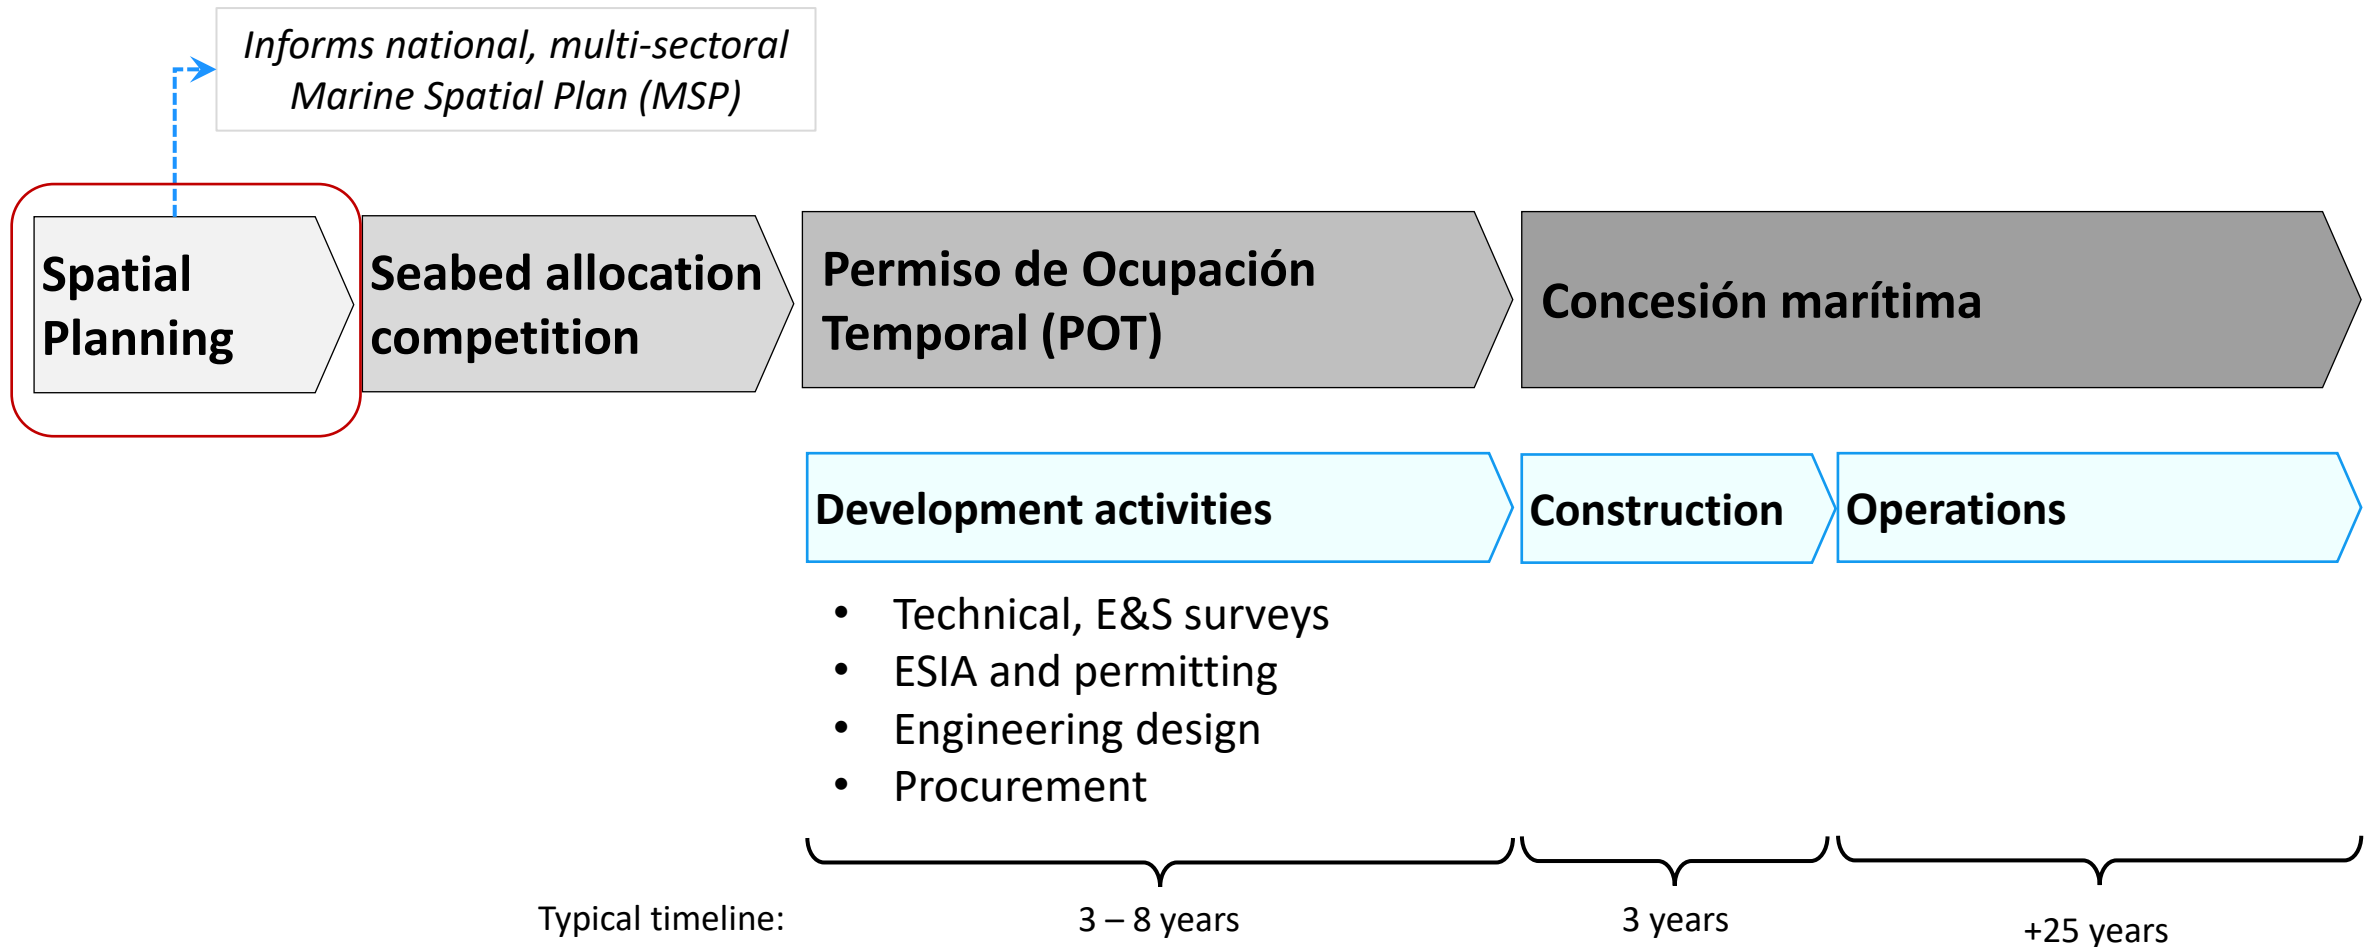 Informs national, multi-sectoral
Marine Spatial Plan (MSP)
Spatial
Planning
Seabed allocation
competition
Permiso de Ocupación
Temporal (POT)
Concesión marítima
Development activities
Construction
Operations
• Technical, E&S surveys
• ESIA and permitting
• Engineering design
• Procurement
Typical timeline:
3 – 8 years
3 years
+25 years